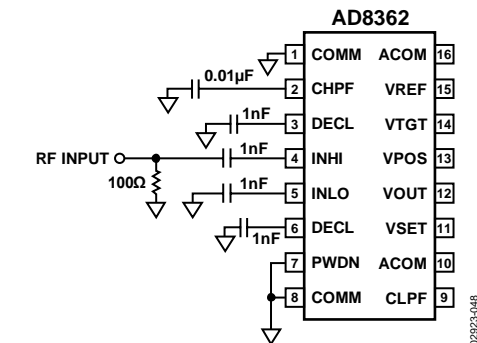 AD8362
1 COMM ACOM 16
0.01µF
2 CHPF VREF 15
1nF
3 DECL VTGT 14
1nF
RF INPUT 4 INHI VPOS 13
100Ω
1nF
5 INLO VOUT 12
1nF
6 DECL VSET 11
7 PWDN ACOM 10
8 COMM CLPF 9
02923-048